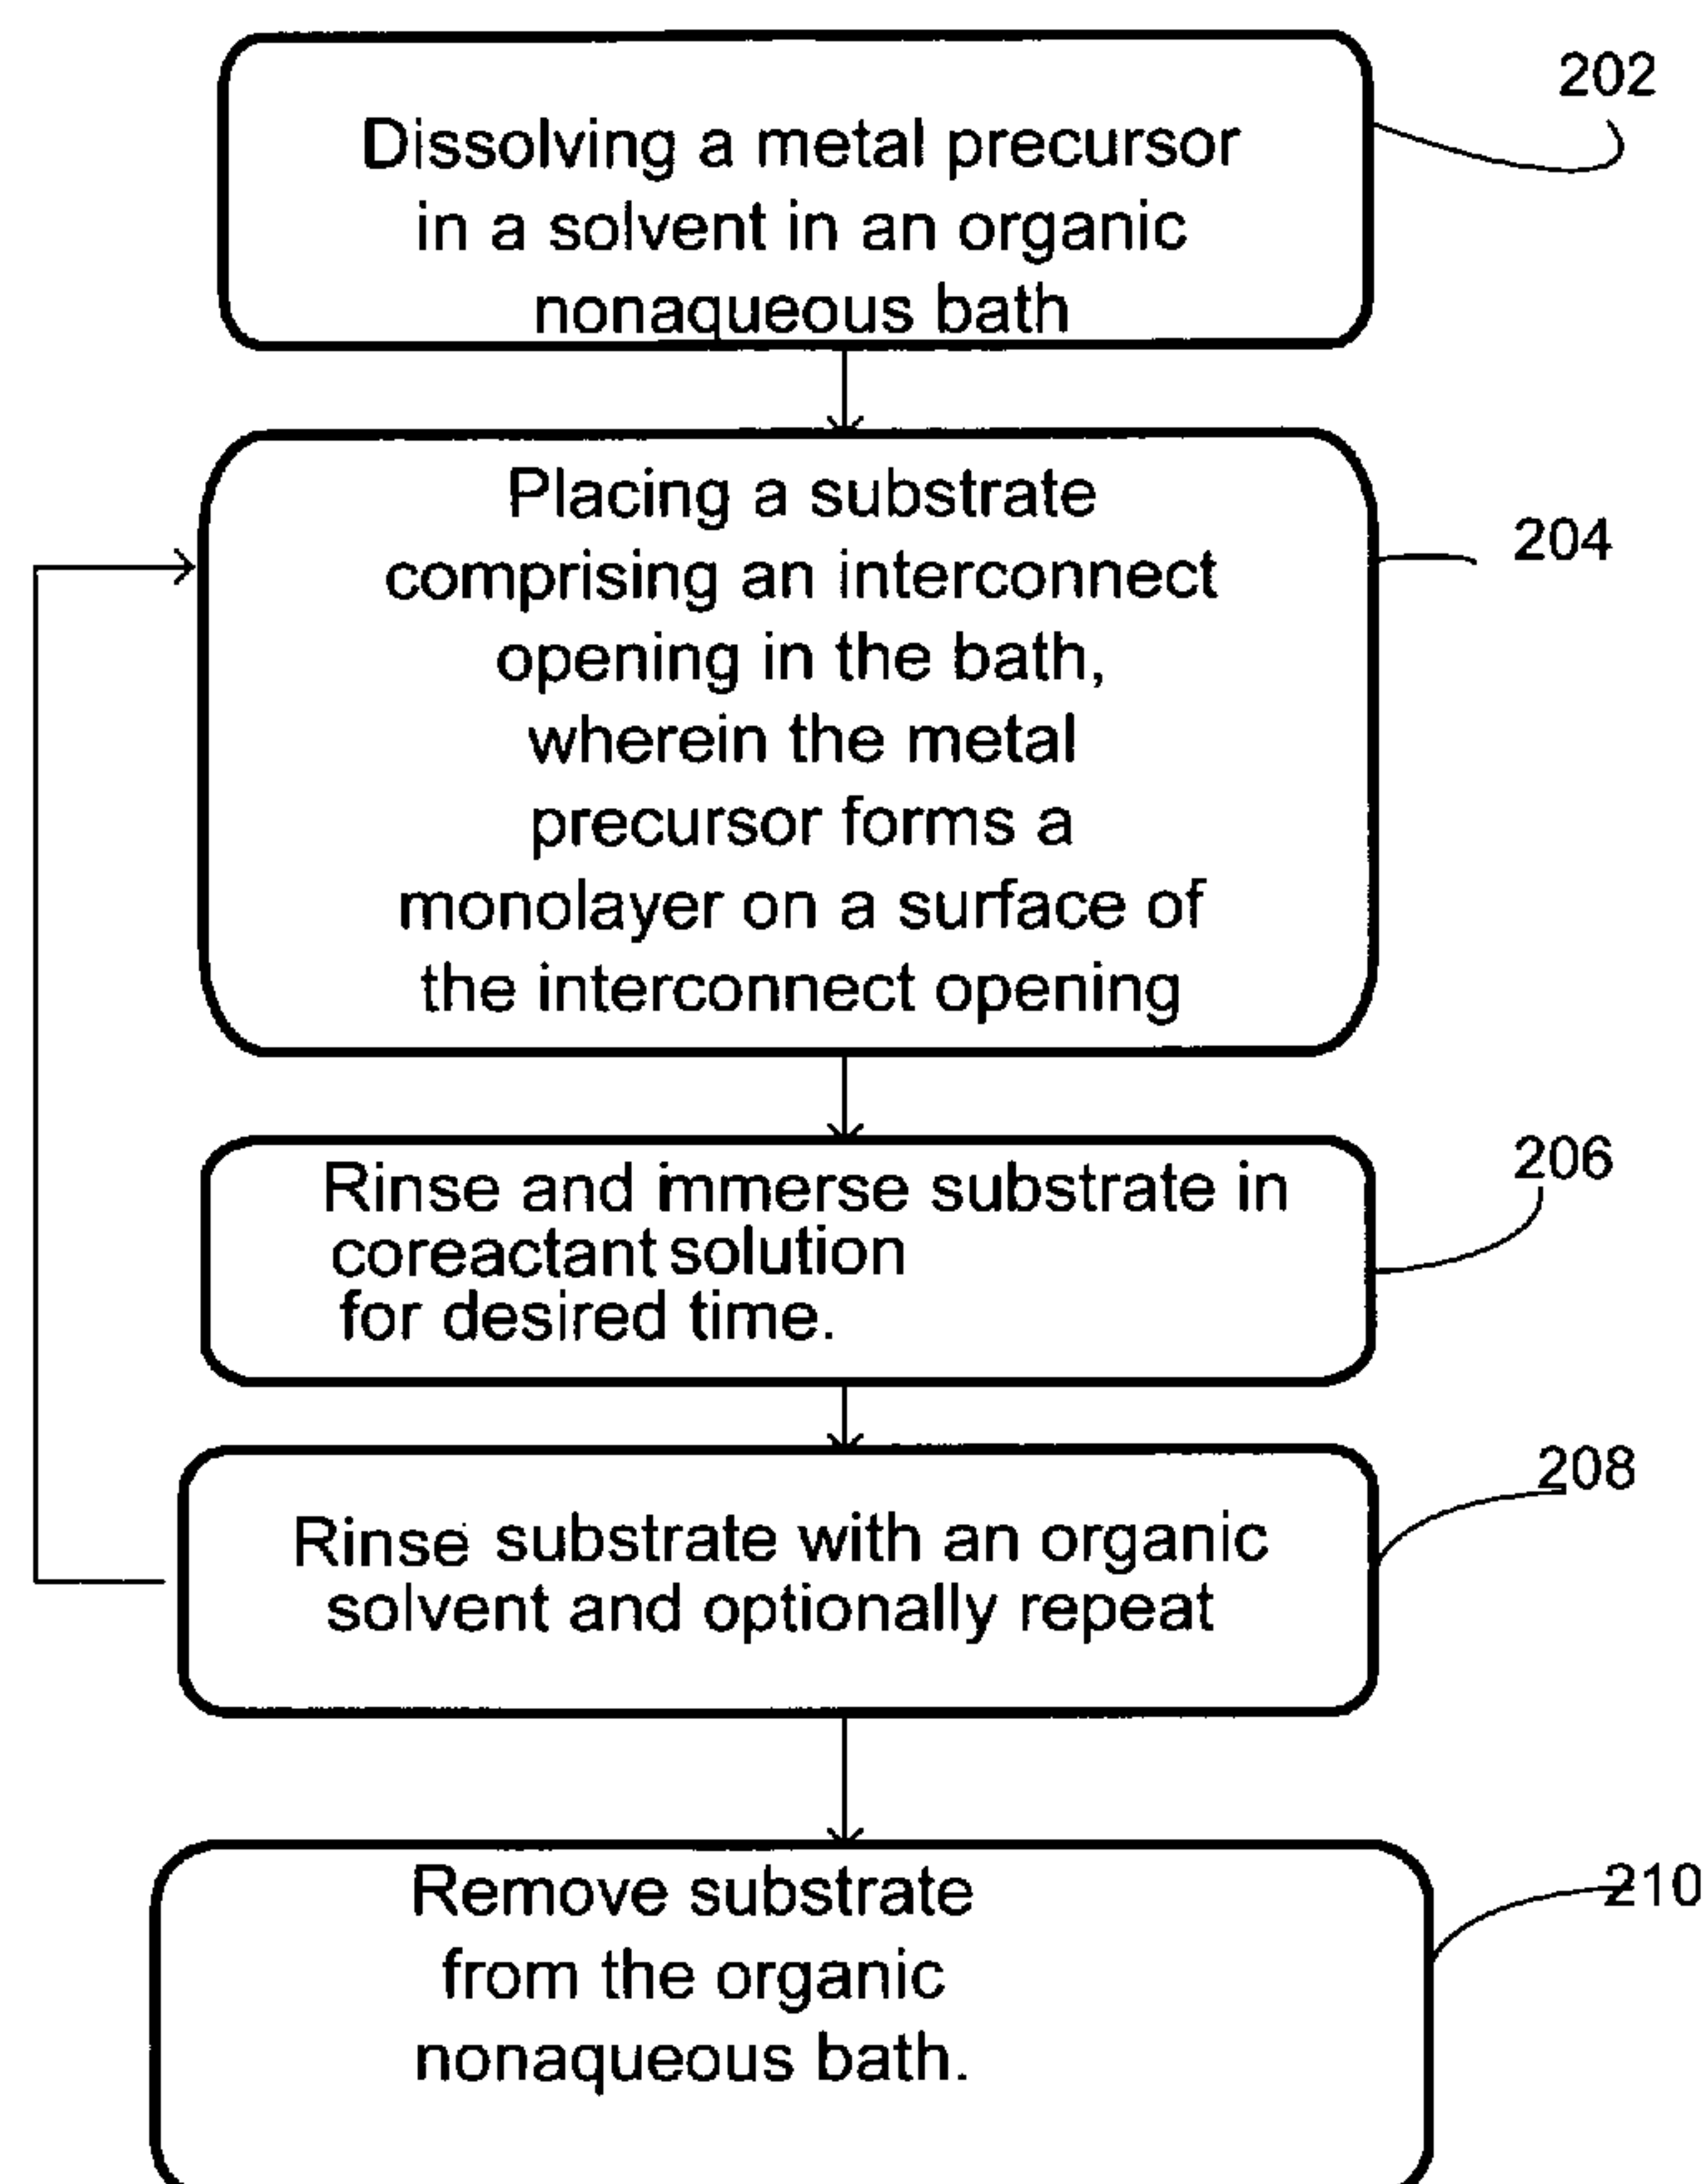 202
Dissolving a metal precursor
in a solvent in an organic
nonaqueous bath
Placing a substrate
comprising an interconnect
opening in the bath,
wherein the metal
precursor forms a
monolayer on a surface of
the interconnect opening
204
Rinse and immerse substrate in
coreactant solution
for desired time.
206
Rinse substrate with an organic
solvent and optionally repeat
208
Remove substrate
from the organic
nonaqueous bath.
210